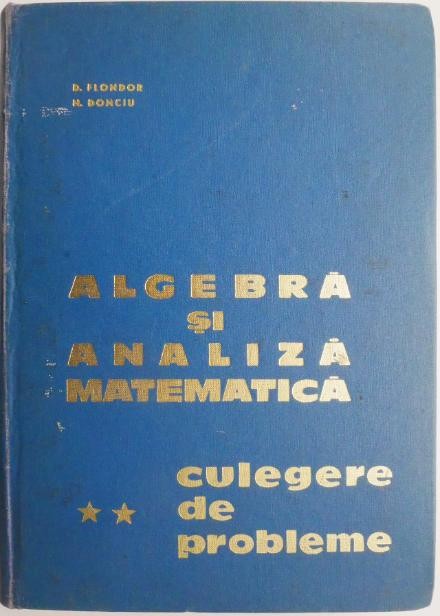 D. FLONDOR
N. DONCIU
ALGEBRĂ
ȘI
ANALIZĂ
MATEMATICĂ
culegere
★★ de
probleme